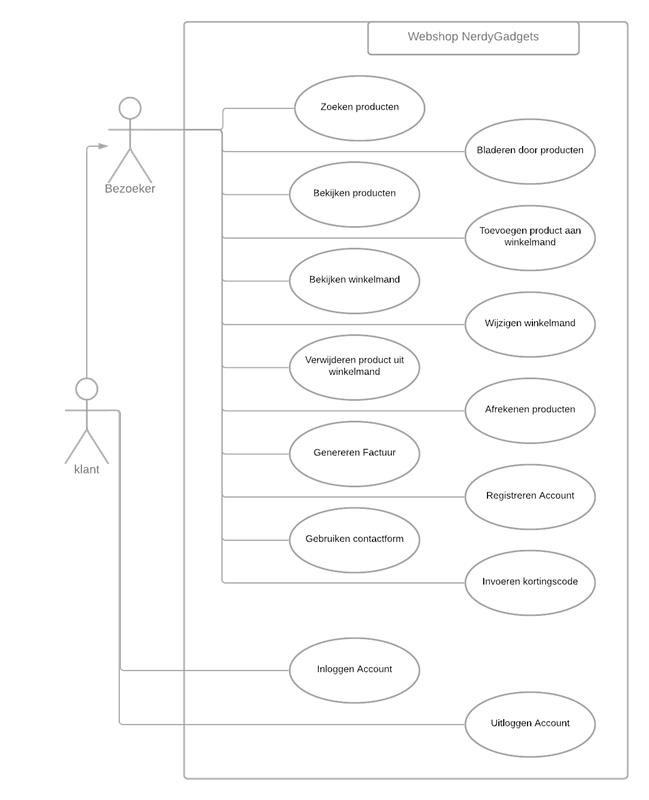 Webshop NerdyGadgets
Zoeken producten
Bladeren door producten
Bezoeker
Bekijken producten
Toevoegen product aan
winkelmand
Bekijken winkelmand
Wijzigen winkelmand
Verwijderen product uit
winkelmand
Afrekenen producten
klant
Genereren Factuur
Registreren Account
Gebruiken contactform
Invoeren kortingscode
Inloggen Account
Uitloggen Account